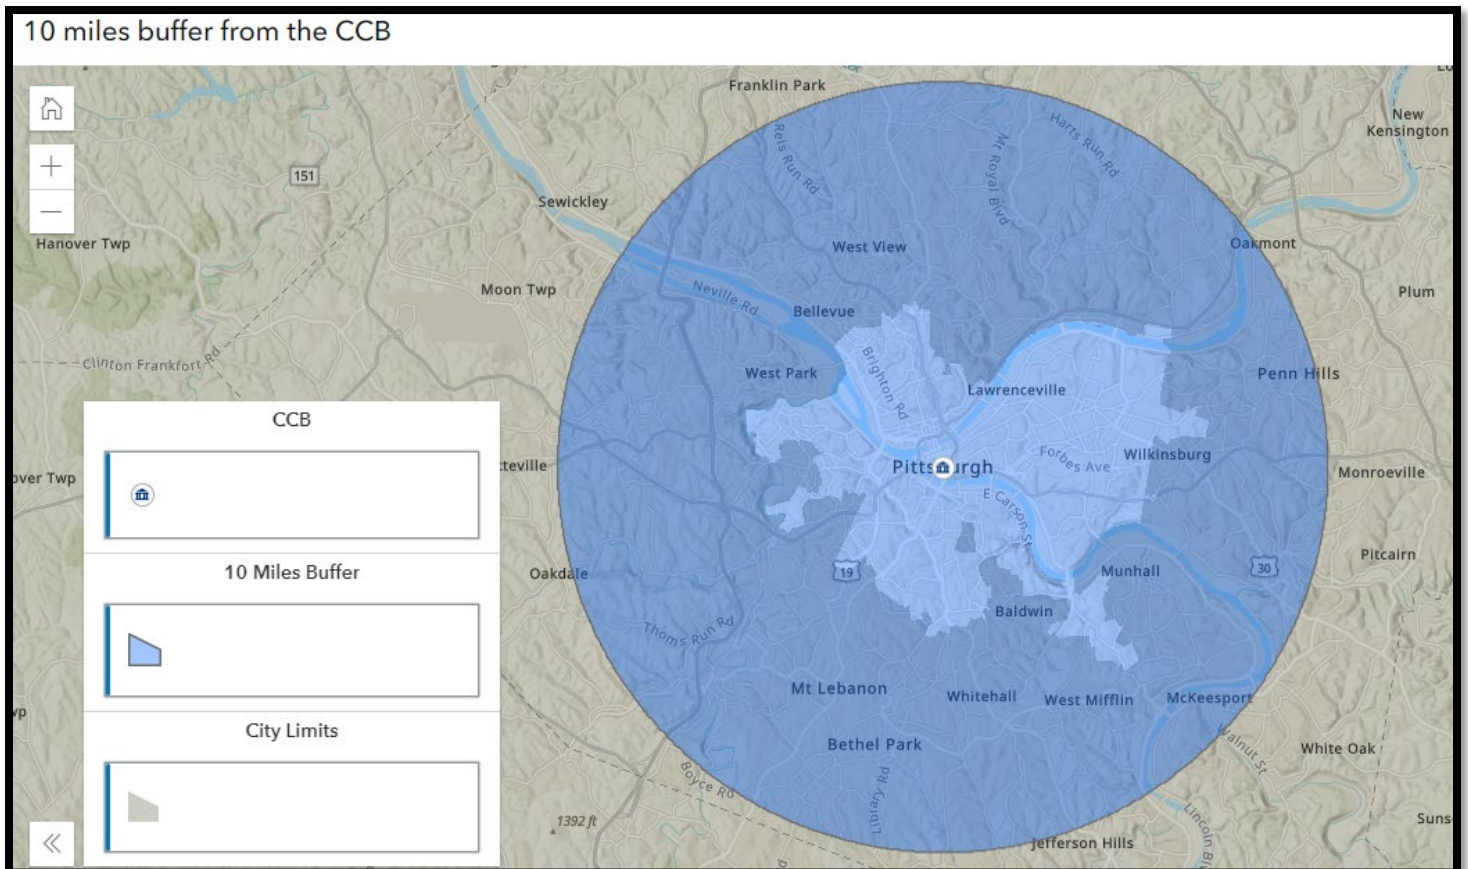 10 miles buffer from the CCB
Franklin Park
New
Kensington
Reis Run Rd
Mt Royal Blvd
Harts Run Rd
151
Sewickley
Hanover Twp
West View
Oakmont
Moon Twp
Neville Rd
Plum
Bellevue
Clinton Frankfort Rd
West Park
Brighton Rd
Lawrenceville
Penn Hills
CCB
Forbes Ave
Wilkinsburg
tteville
Pittsburgh
over Twp
Monroeville
E Carson St
Pitcairn
10 Miles Buffer
Oakdale
19
Munhall
30
Baldwin
Thoms Run Rd
Mt Lebanon
Whitehall
West Mifflin
McKeesport
wp
City Limits
Bethel Park
Walnut St
White Oak
Boyce Rd
Library Rd
1392 ft
Jefferson Hills
Lincoln Bl
Suns